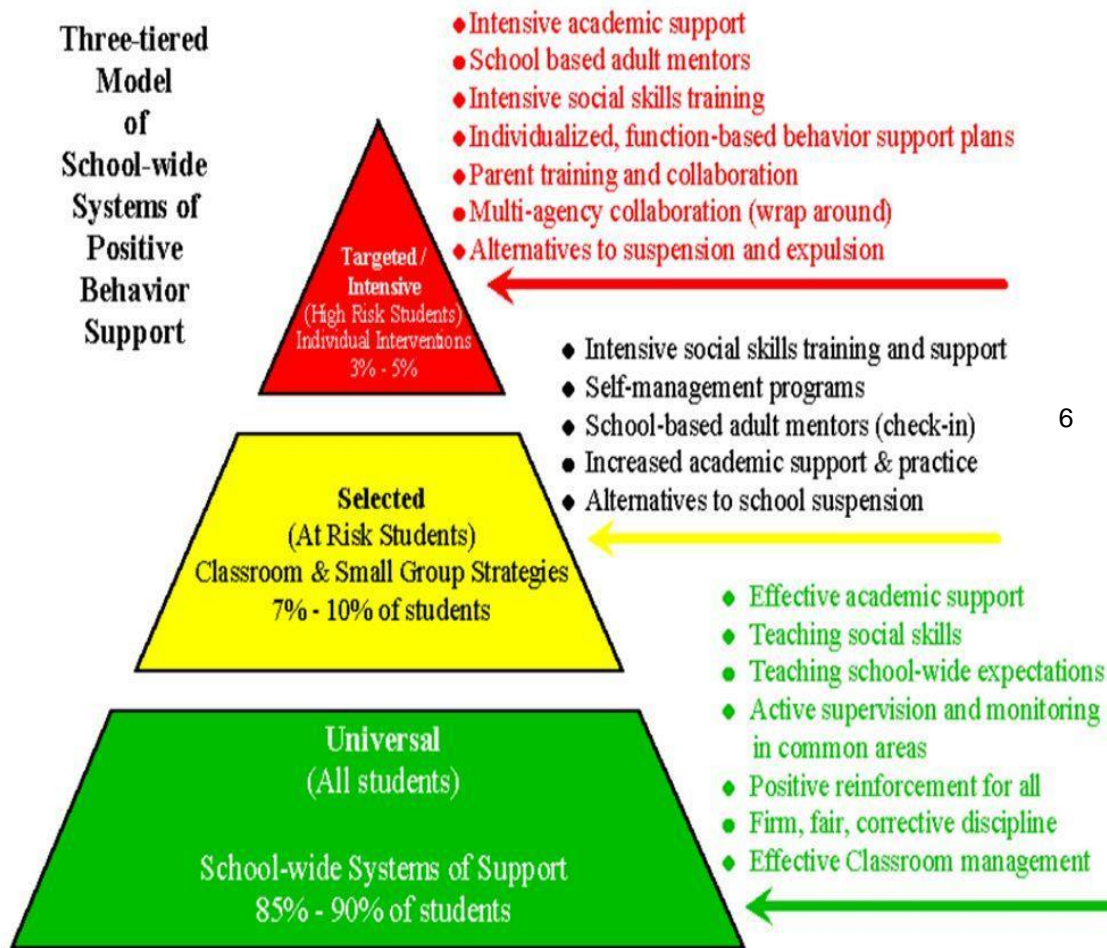 Three-tiered
Model
of
School-wide
Systems of
Positive
Behavior
Support
● Intensive academic support
● School based adult mentors
● Intensive social skills training
● Individualized, function-based behavior support plans
● Parent training and collaboration
● Multi-agency collaboration (wrap around)
● Alternatives to suspension and expulsion
Targeted /
Intensive
(High Risk Students)
Individual Interventions
3% - 5%
● Intensive social skills training and support
● Self-management programs
● School-based adult mentors (check-in)
● Increased academic support & practice
● Alternatives to school suspension
6
Selected
(At Risk Students)
Classroom & Small Group Strategies
7% - 10% of students
● Effective academic support
● Teaching social skills
● Teaching school-wide expectations
● Active supervision and monitoring
in common areas
● Positive reinforcement for all
● Firm, fair, corrective discipline
● Effective Classroom management
Universal
(All students)
School-wide Systems of Support
85% - 90% of students